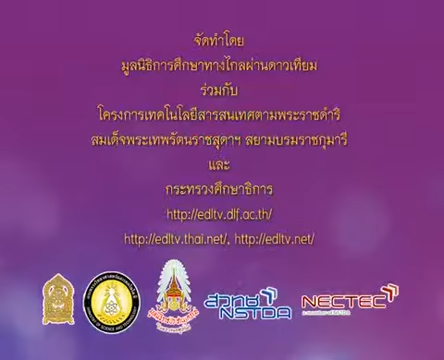 จัดทำโดย
มูลนิธิการศึกษาทางไกลผ่านดาวเทียม
ร่วมกับ
โครงการเทคโนโลยีสารสนเทศตามพระราชดำริ
สมเด็จพระเทพรัตนราชสุดาฯ สยามบรมราชกุมารี
และ
กระทรวงศึกษาธิการ
http://edltv.dlf.ac.th/
http://edltv.thai.net/, http://edltv.net/
สวทช
NSTDA
NECTEC
a member of NSTDA